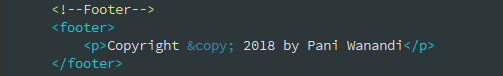 <!--Footer-->
<footer>
<p>Copyright &copy; 2018 by Pani Wanandi</p>
</footer>